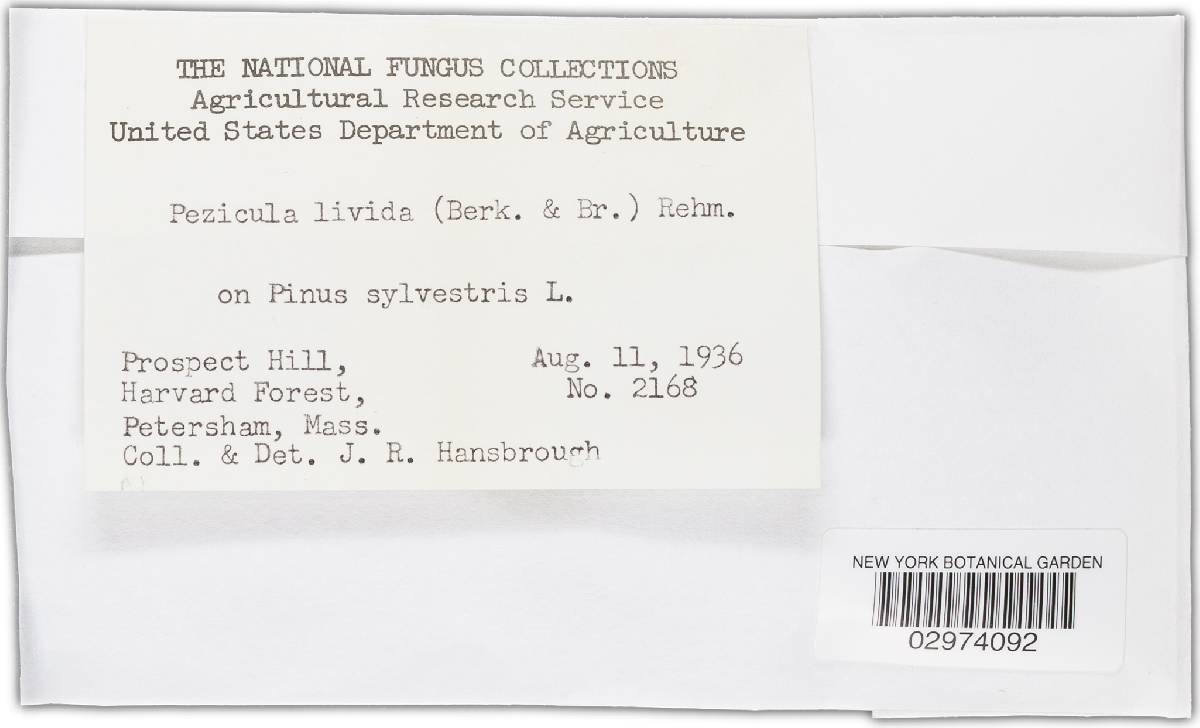 THE NATIONAL FUNGUS COLLECTIONS
Agricultural Research Service
United States Department of Agriculture
Pezicula livida (Berk. & Br.) Rehm.
on Pinus sylvestris L.
Prospect Hill, Aug. 11, 1936
Harvard Forest, No. 2168
Petersham, Mass.
Coll. & Det. J. R. Hansbrough
NEW YORK BOTANICAL GARDEN
02974092